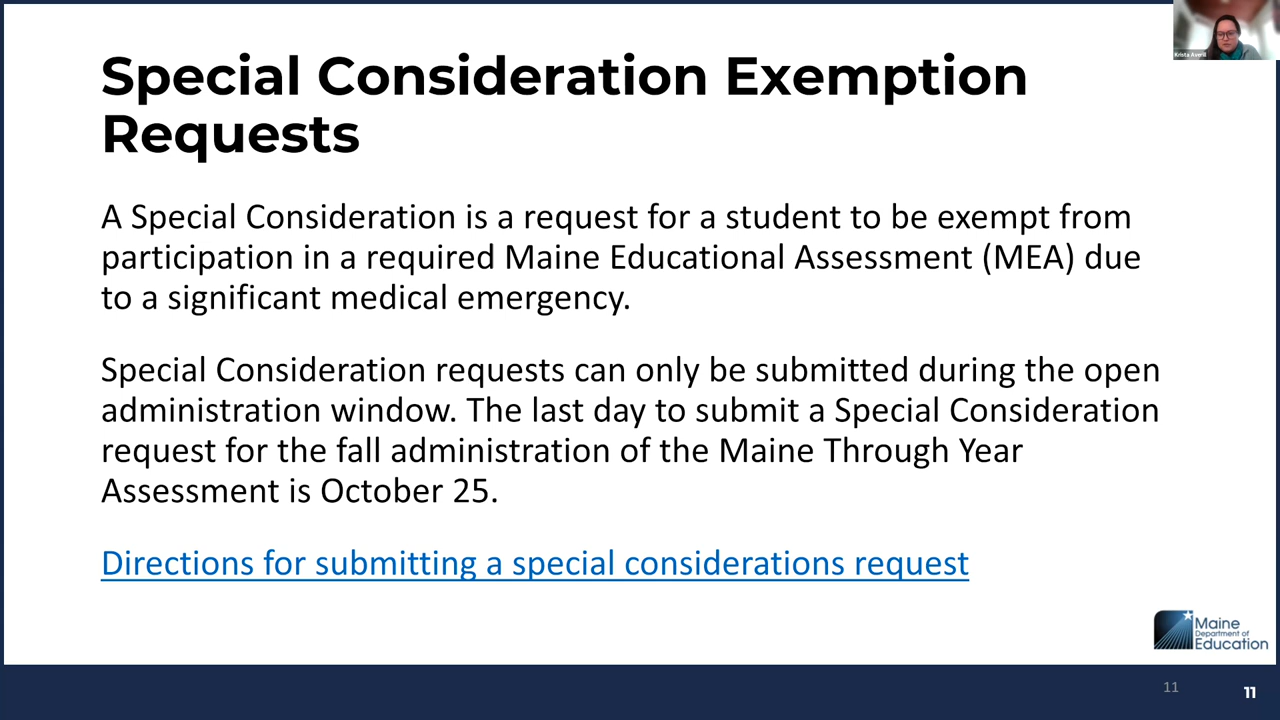 Special Consideration Exemption
Requests
Krista Averill
A Special Consideration is a request for a student to be exempt from
participation in a required Maine Educational Assessment (MEA) due
to a significant medical emergency.
Special Consideration requests can only be submitted during the open
administration window. The last day to submit a Special Consideration
request for the fall administration of the Maine Through Year
Assessment is October 25.
Directions for submitting a special considerations request
Maine
Department of
Education
11
11